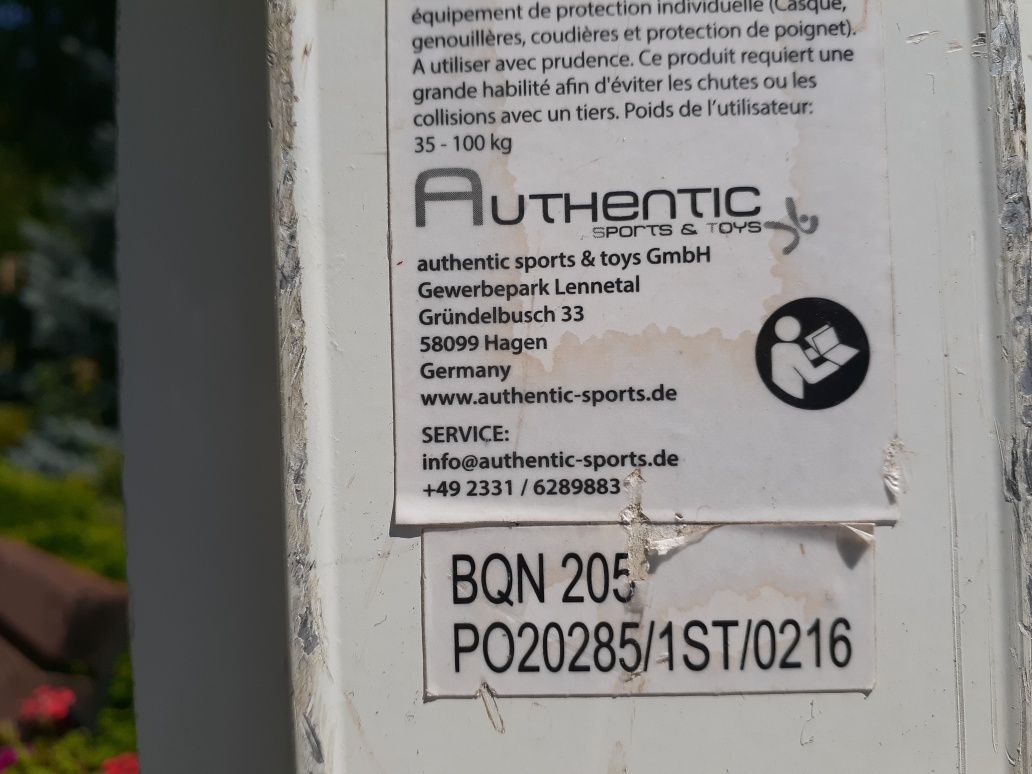 équipement de protection individuelle (Casque,
genouillères, coudières et protection de poignet).
A utiliser avec prudence. Ce produit requiert une
grande habilité afin d'éviter les chutes ou les
collisions avec un tiers. Poids de l'utilisateur:
35 - 100 kg
AUTHENTIC
SPORTS & TOYS
authentic sports & toys GmbH
Gewerbepark Lennetal
Gründelbusch 33
58099 Hagen
Germany
www.authentic-sports.de
SERVICE:
info@authentic-sports.de
+49 2331 / 6289883
BQN 205
PO20285/1ST/0216